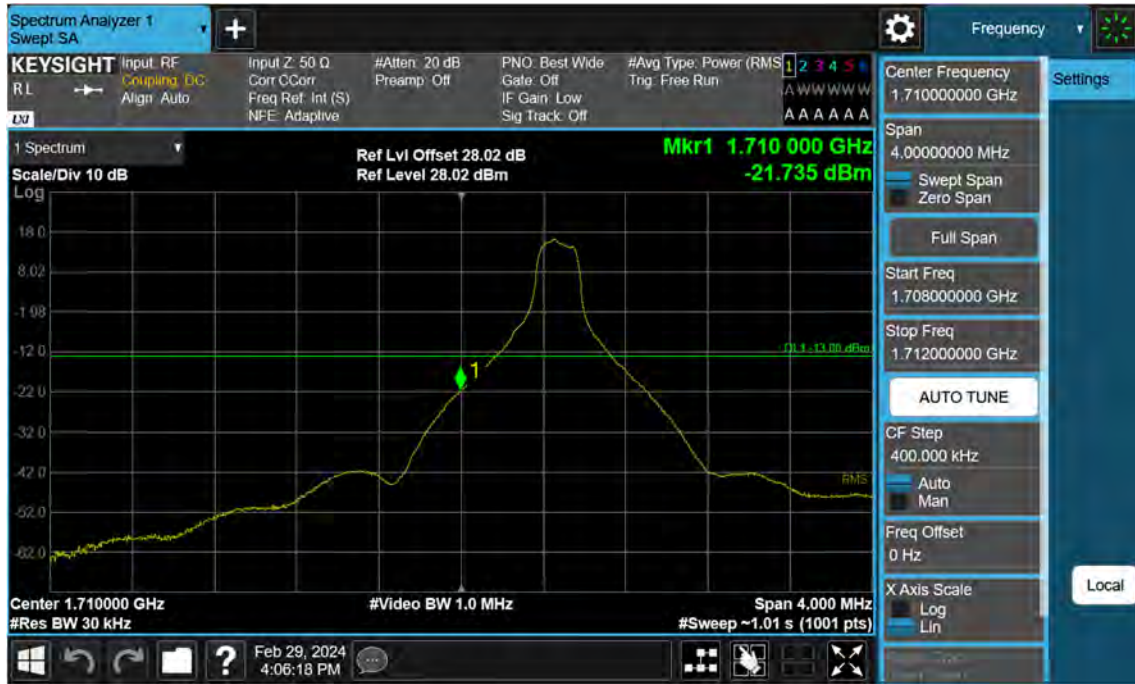 Spectrum Analyzer 1
Swept SA
Frequency
KEYSIGHT
RL
LXI
Input: RF
Coupling: DC
Align: Auto
Input Z: 50 Ω
Corr CCorr
Freq Ref: Int (S)
NFE: Adaptive
#Atten: 20 dB
Preamp: Off
PNO: Best Wide
Gate: Off
IF Gain: Low
Sig Track: Off
#Avg Type: Power (RMS
Trig: Free Run
1 2 3 4 5 6
A W W W W W
A A A A A A
1 Spectrum
Scale/Div 10 dB
Log
Ref Lvl Offset 28.02 dB
Ref Level 28.02 dBm
Mkr1 1.710 000 GHz
-21.735 dBm
18.0
8.02
-1.98
-12.0
-22.0
-32.0
-42.0
-52.0
-62.0
DL1 -13.00 dBm
1
RMS
Center 1.710000 GHz
#Res BW 30 kHz
#Video BW 1.0 MHz
Span 4.000 MHz
#Sweep ~1.01 s (1001 pts)
Center Frequency
1.710000000 GHz
Span
4.00000000 MHz
Swept Span
Zero Span
Full Span
Start Freq
1.708000000 GHz
Stop Freq
1.712000000 GHz
AUTO TUNE
CF Step
400.000 kHz
Auto
Man
Freq Offset
0 Hz
X Axis Scale
Log
Lin
Settings
Local
?
Feb 29, 2024
4:06:18 PM